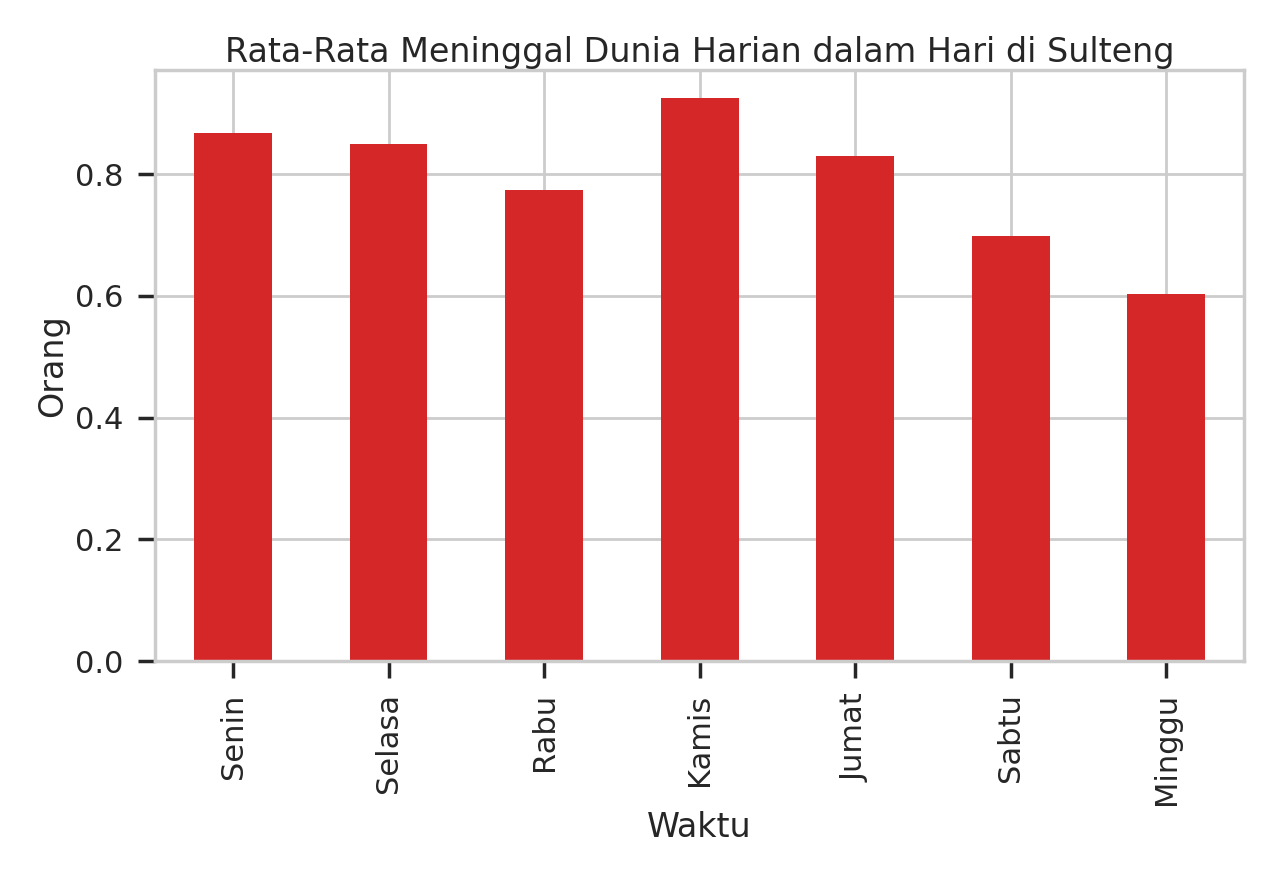 Rata-Rata Meninggal Dunia Harian dalam Hari di Sulteng
0.8
0.6
0.4
0.2
0.0
Orang
Senin
Selasa
Rabu
Kamis
Jumat
Sabtu
Minggu
Waktu